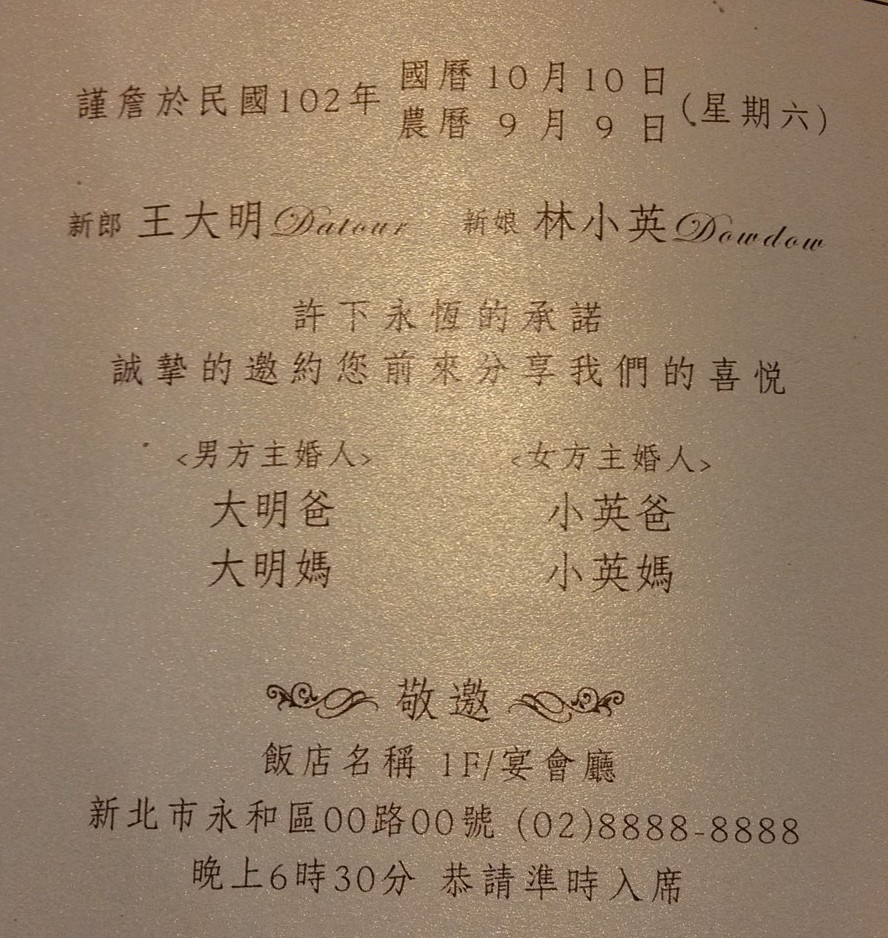 謹詹於民國102年 國曆 10 月 10 日 (星期六)
農曆 9 月 9 日
新郎 王大明 Datour 新娘 林小英 Dowdow
許下永恆的承諾
誠摯的邀約您前來分享我們的喜悅
<男方主婚人> <女方主婚人>
大明爸 小英爸
大明媽 小英媽
敬邀
飯店名稱 1F/宴會廳
新北市永和區00路00號 (02)8888-8888
晚上6時30分 恭請準時入席